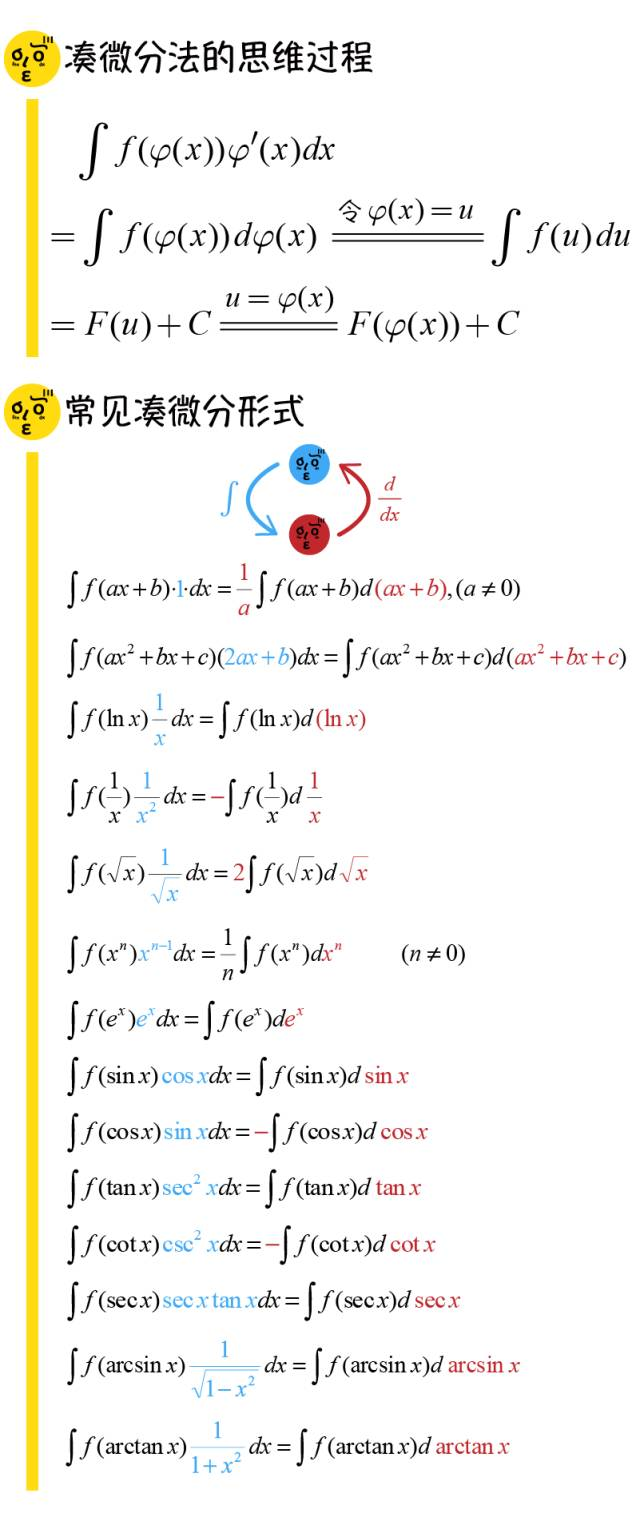 凑微分法的思维过程
∫ f(φ(x))φ′(x)dx
= ∫ f(φ(x))dφ(x) 令 φ(x) = u ∫ f(u)du
= F(u) + C u = φ(x) F(φ(x)) + C
常见凑微分形式
∫ d/dx
∫ f(ax + b)·1·dx = 1/a ∫ f(ax + b)d(ax + b), (a ≠ 0)
∫ f(ax² + bx + c)(2ax + b)dx = ∫ f(ax² + bx + c)d(ax² + bx + c)
∫ f(ln x) 1/x dx = ∫ f(ln x)d(ln x)
∫ f(1/x) 1/x² dx = −∫ f(1/x)d 1/x
∫ f(√x) 1/√x dx = 2∫ f(√x)d√x
∫ f(xⁿ)xⁿ⁻¹dx = 1/n ∫ f(xⁿ)dxⁿ (n ≠ 0)
∫ f(eˣ)eˣdx = ∫ f(eˣ)deˣ
∫ f(sin x)cos xdx = ∫ f(sin x)d sin x
∫ f(cos x)sin xdx = −∫ f(cos x)d cos x
∫ f(tan x)sec² xdx = ∫ f(tan x)d tan x
∫ f(cot x)csc² xdx = −∫ f(cot x)d cot x
∫ f(sec x)sec x tan xdx = ∫ f(sec x)d sec x
∫ f(arcsin x) 1/√(1−x²) dx = ∫ f(arcsin x)d arcsin x
∫ f(arctan x) 1/(1+x²) dx = ∫ f(arctan x)d arctan x